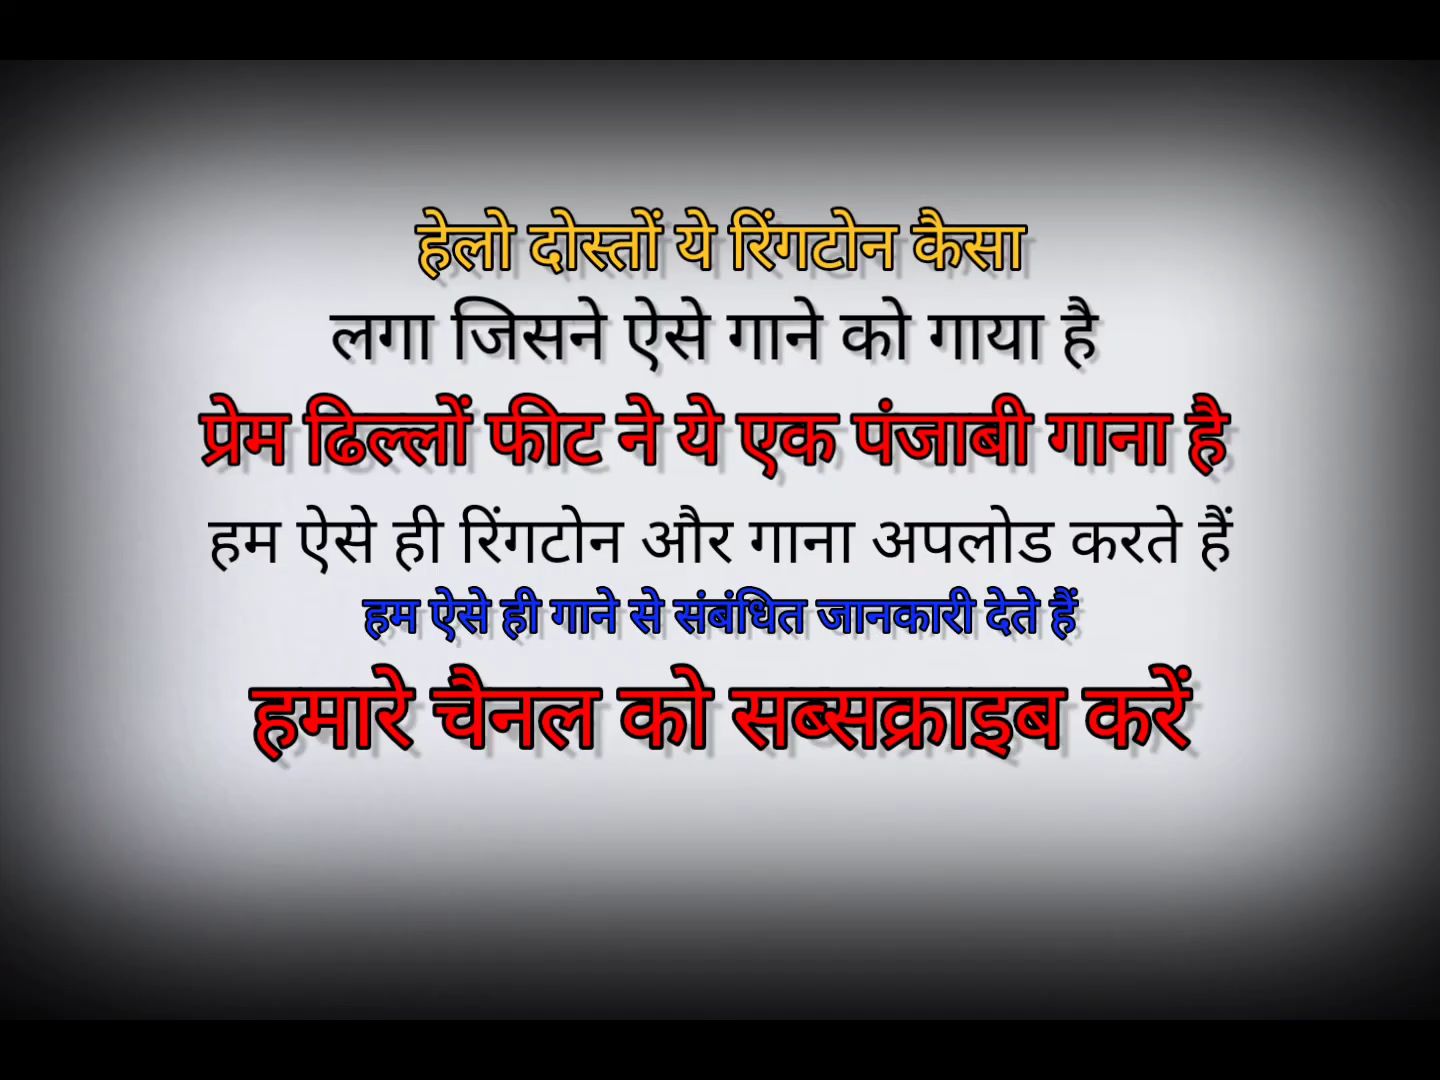 हेलो दोस्तों ये रिंगटोन कैसा
लगा जिसने ऐसे गाने को गाया है
प्रेम ढिल्लों फीट ने ये एक पंजाबी गाना है
हम ऐसे ही रिंगटोन और गाना अपलोड करते हैं
हम ऐसे ही गाने से संबंधित जानकारी देते हैं
हमारे चैनल को सब्सक्राइब करें